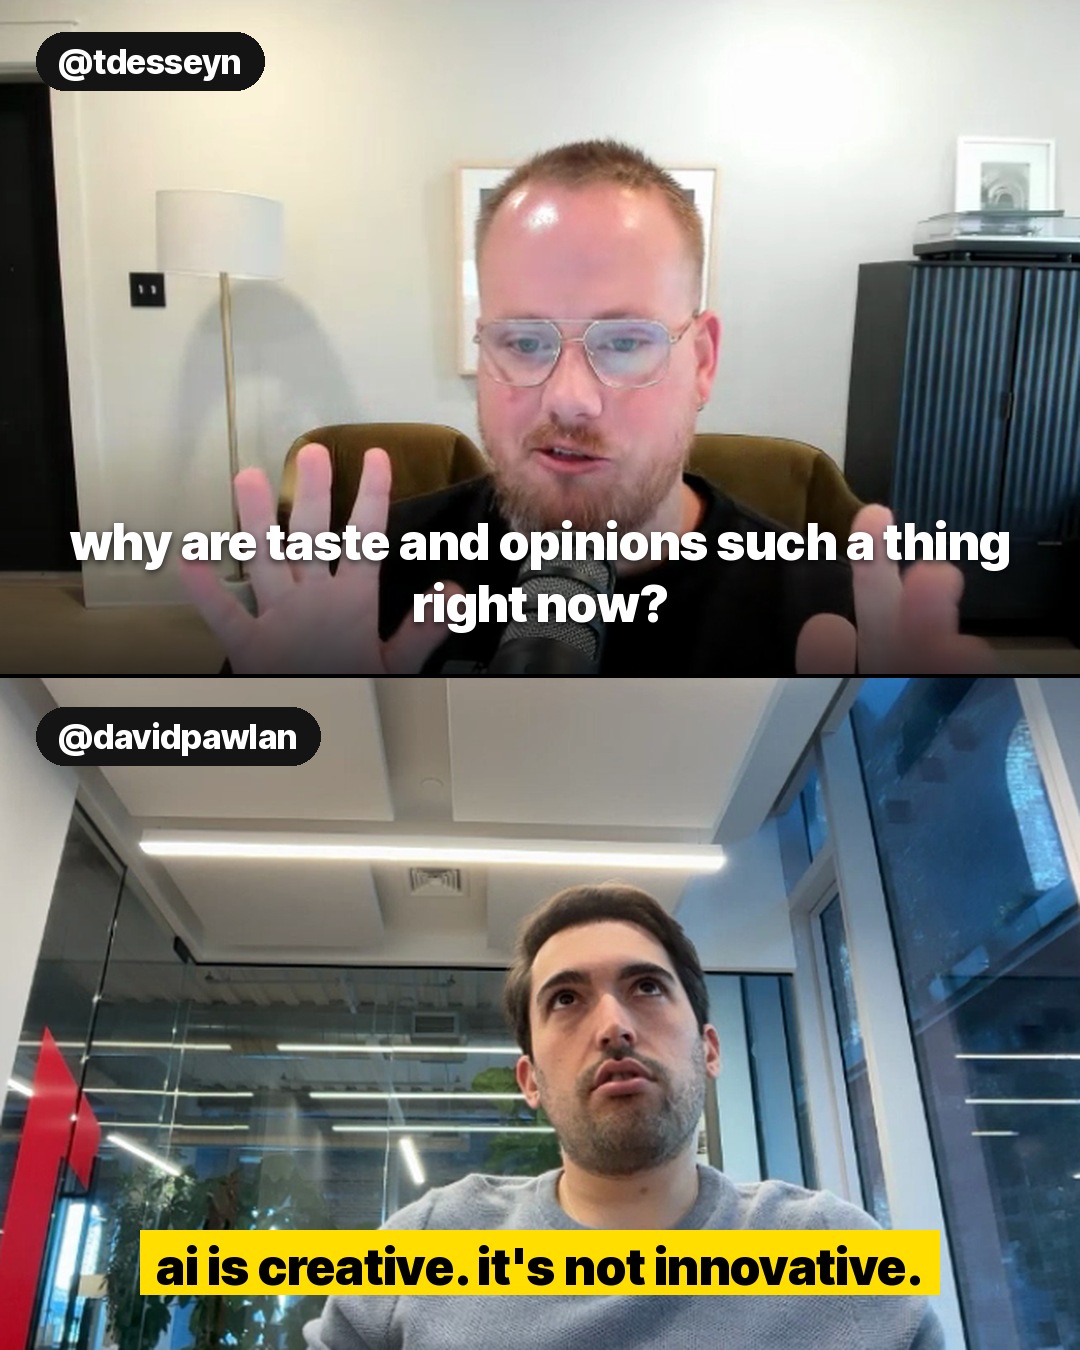 @tdesseyn
why are taste and opinions such a thing
right now?
@davidpawlan
ai is creative. it's not innovative.